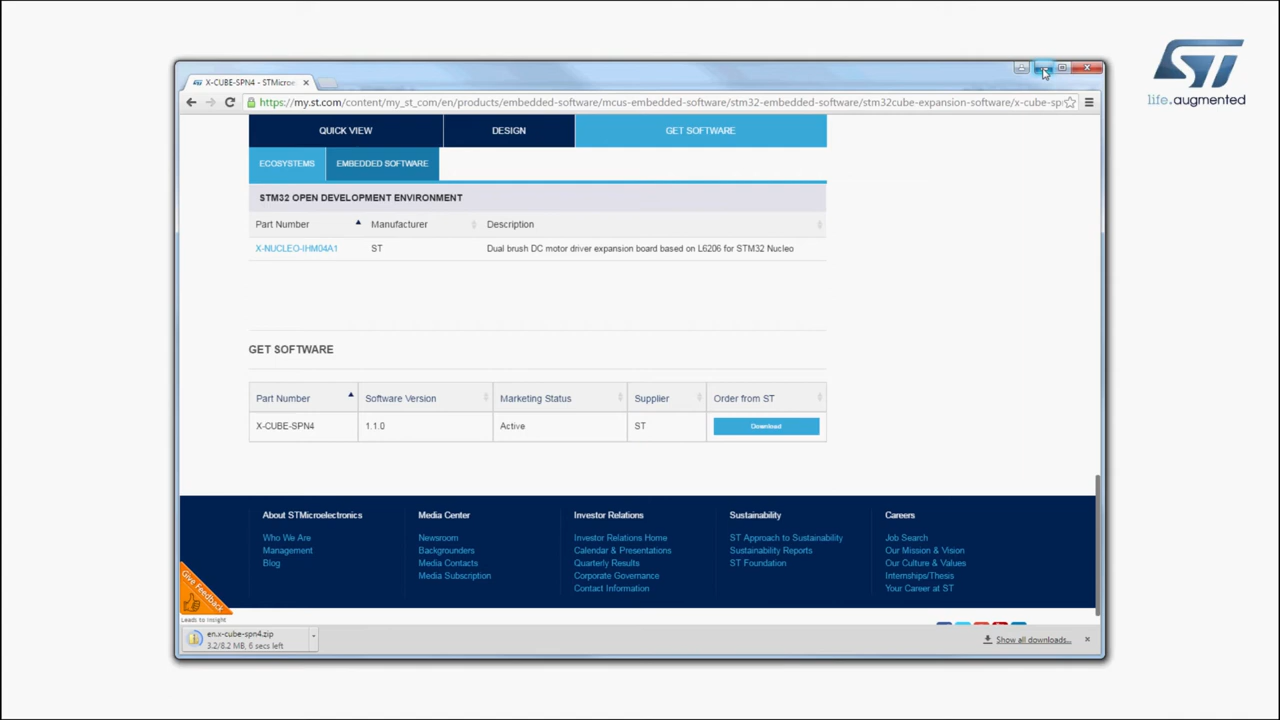 ST
life.augmented
X-CUBE-SPN4 - STMicroe
https://my.st.com/content/my_st_com/en/products/embedded-software/mcus-embedded-software/stm32-embedded-software/stm32cube-expansion-software/x-cube-sp
QUICK VIEW DESIGN GET SOFTWARE
ECOSYSTEMS EMBEDDED SOFTWARE
STM32 OPEN DEVELOPMENT ENVIRONMENT
Part Number Manufacturer Description
X-NUCLEO-IHM04A1 ST Dual brush DC motor driver expansion board based on L6206 for STM32 Nucleo
GET SOFTWARE
Part Number Software Version Marketing Status Supplier Order from ST
X-CUBE-SPN4 1.1.0 Active ST Download
About STMicroelectronics Media Center Investor Relations Sustainability Careers
Who We Are Newsroom Investor Relations Home ST Approach to Sustainability Job Search
Management Backgrounders Calendar & Presentations Sustainability Reports Our Mission & Vision
Blog Media Contacts Quarterly Results ST Foundation Our Culture & Values
Media Subscription Corporate Governance Internships/Thesis
Contact Information Your Career at ST
Give Feedback
Leads to insight
en.x-cube-spn4.zip
3.2/8.2 MB, 6 secs left
Show all downloads...